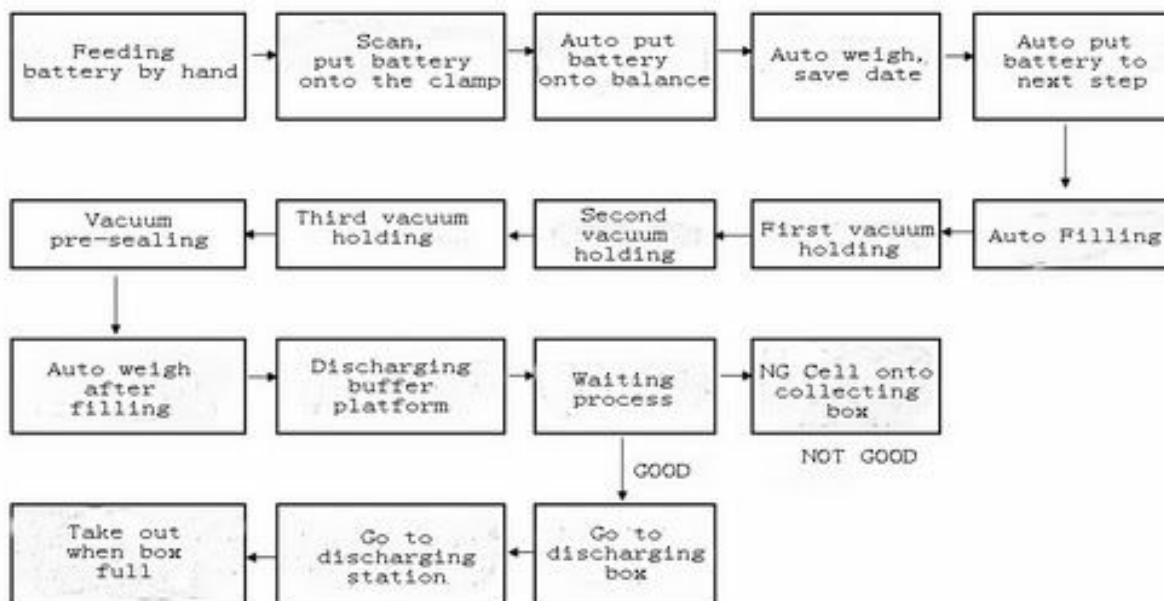 Feeding
battery by hand
Scan,
put battery
onto the clamp
Auto put
battery
onto balance
Auto weigh,
save date
Auto put
battery to
next step
Auto Filling
First vacuum
holding
Second
vacuum
holding
Third vacuum
holding
Vacuum
pre-sealing
Auto weigh
after
filling
Discharging
buffer
platform
Waiting
process
NG Cell onto
collecting
box
NOT GOOD
GOOD
Go to
discharging
box
Go to
discharging
station
Take out
when box
full